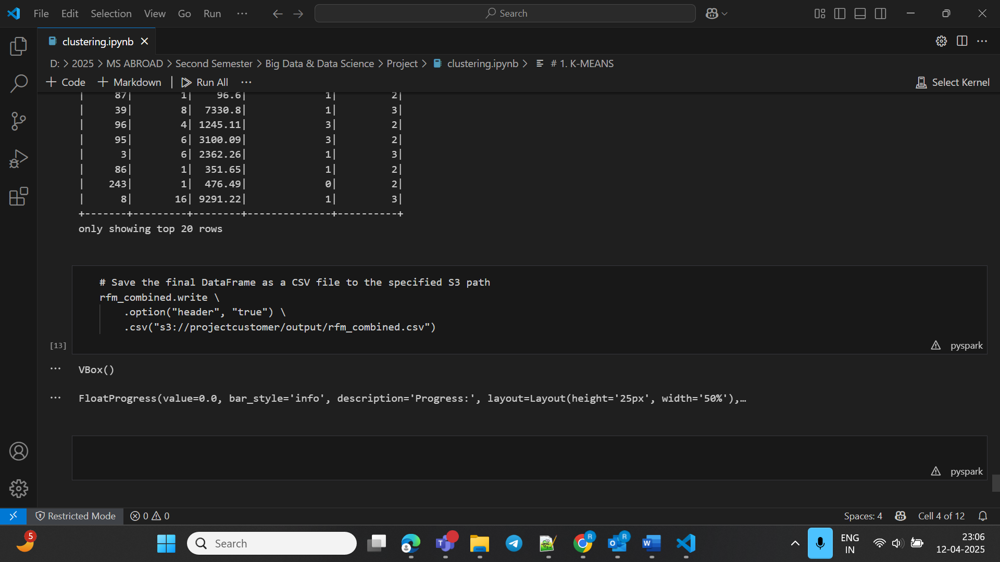 File Edit Selection View Go Run ··· Search
clustering.ipynb
D: > 2025 > MS ABROAD > Second Semester > Big Data & Data Science > Project > clustering.ipynb > # 1. K-MEANS
+ Code + Markdown | Run All ··· Select Kernel
| 87| 1| 96.6| 1| 2|
| 39| 8| 7330.8| 1| 3|
| 96| 4| 1245.11| 3| 2|
| 95| 6| 3100.09| 3| 2|
| 3| 6| 2362.26| 1| 3|
| 86| 1| 351.65| 1| 2|
| 243| 1| 476.49| 0| 2|
| 8| 16| 9291.22| 1| 3|
+-------+---------+--------+--------------+----------+
only showing top 20 rows
# Save the final DataFrame as a CSV file to the specified S3 path
rfm_combined.write \
.option("header", "true") \
.csv("s3://projectcustomer/output/rfm_combined.csv")
[13] pyspark
··· VBox()
··· FloatProgress(value=0.0, bar_style='info', description='Progress:', layout=Layout(height='25px', width='50%'),…
pyspark
Restricted Mode 0 0 Spaces: 4 Cell 4 of 12
5 Search T R O R W ENG
IN
23:06
12-04-2025